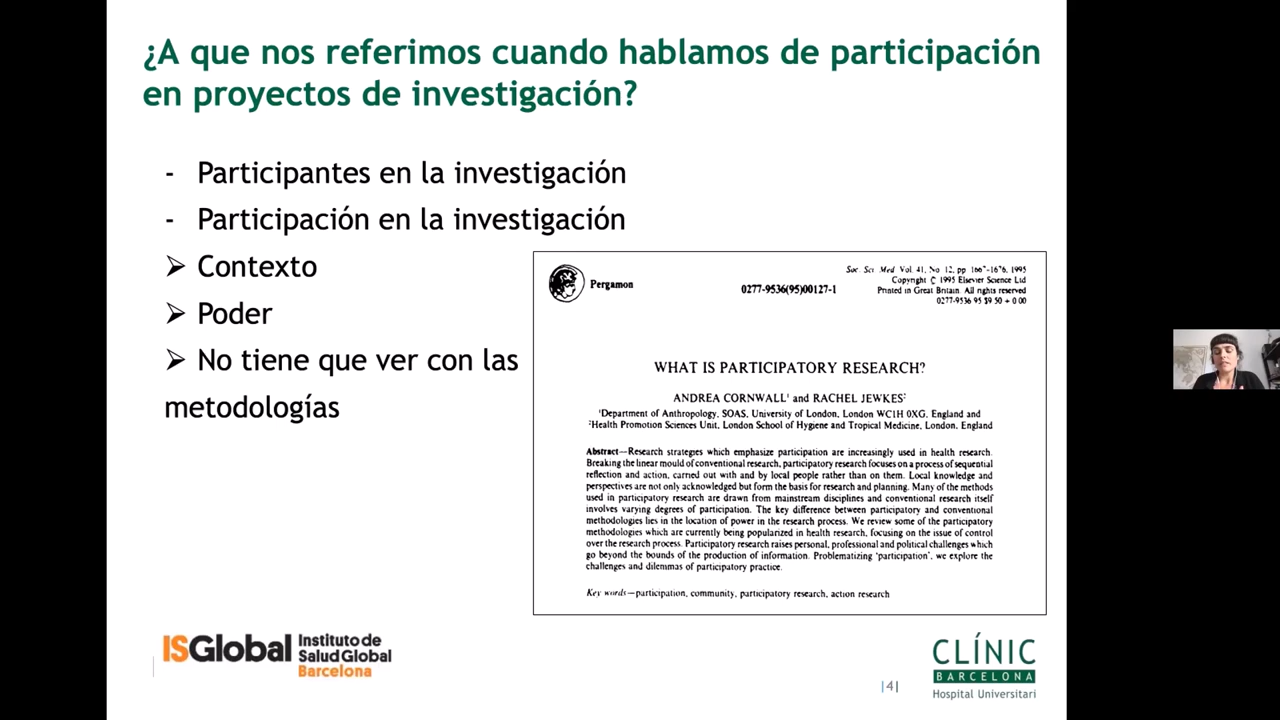 ¿A que nos referimos cuando hablamos de participación
en proyectos de investigación?
- Participantes en la investigación
- Participación en la investigación
➢ Contexto
➢ Poder
➢ No tiene que ver con las
metodologías
Pergamon
0277-9536(95)00127-1
Soc. Sci. Med Vol. 41, No 12, pp 1667-1676, 1995
Copyright © 1995 Elsevier Science Ltd
Printed in Great Britain. All rights reserved
0277-9536 95 $9 50 + 0 00
WHAT IS PARTICIPATORY RESEARCH?
ANDREA CORNWALL¹ and RACHEL JEWKES²
¹Department of Anthropology, SOAS, University of London, London WC1H 0XG, England and
²Health Promotion Sciences Unit, London School of Hygiene and Tropical Medicine, London, England
Abstract—Research strategies which emphasize participation are increasingly used in health research.
Breaking the linear mould of conventional research, participatory research focuses on a process of sequential
reflection and action, carried out with and by local people rather than on them. Local knowledge and
perspectives are not only acknowledged but form the basis for research and planning. Many of the methods
used in participatory research are drawn from mainstream disciplines and conventional research itself
involves varying degrees of participation. The key difference between participatory and conventional
methodologies lies in the location of power in the research process. We review some of the participatory
methodologies which are currently being popularized in health research, focusing on the issue of control
over the research process. Participatory research raises personal, professional and political challenges which
go beyond the bounds of the production of information. Problematizing 'participation', we explore the
challenges and dilemmas of participatory practice.
Key words—participation, community, participatory research, action research
ISGlobal Instituto de
Salud Global
Barcelona
|4|
CLÍNIC
BARCELONA
Hospital Universitari